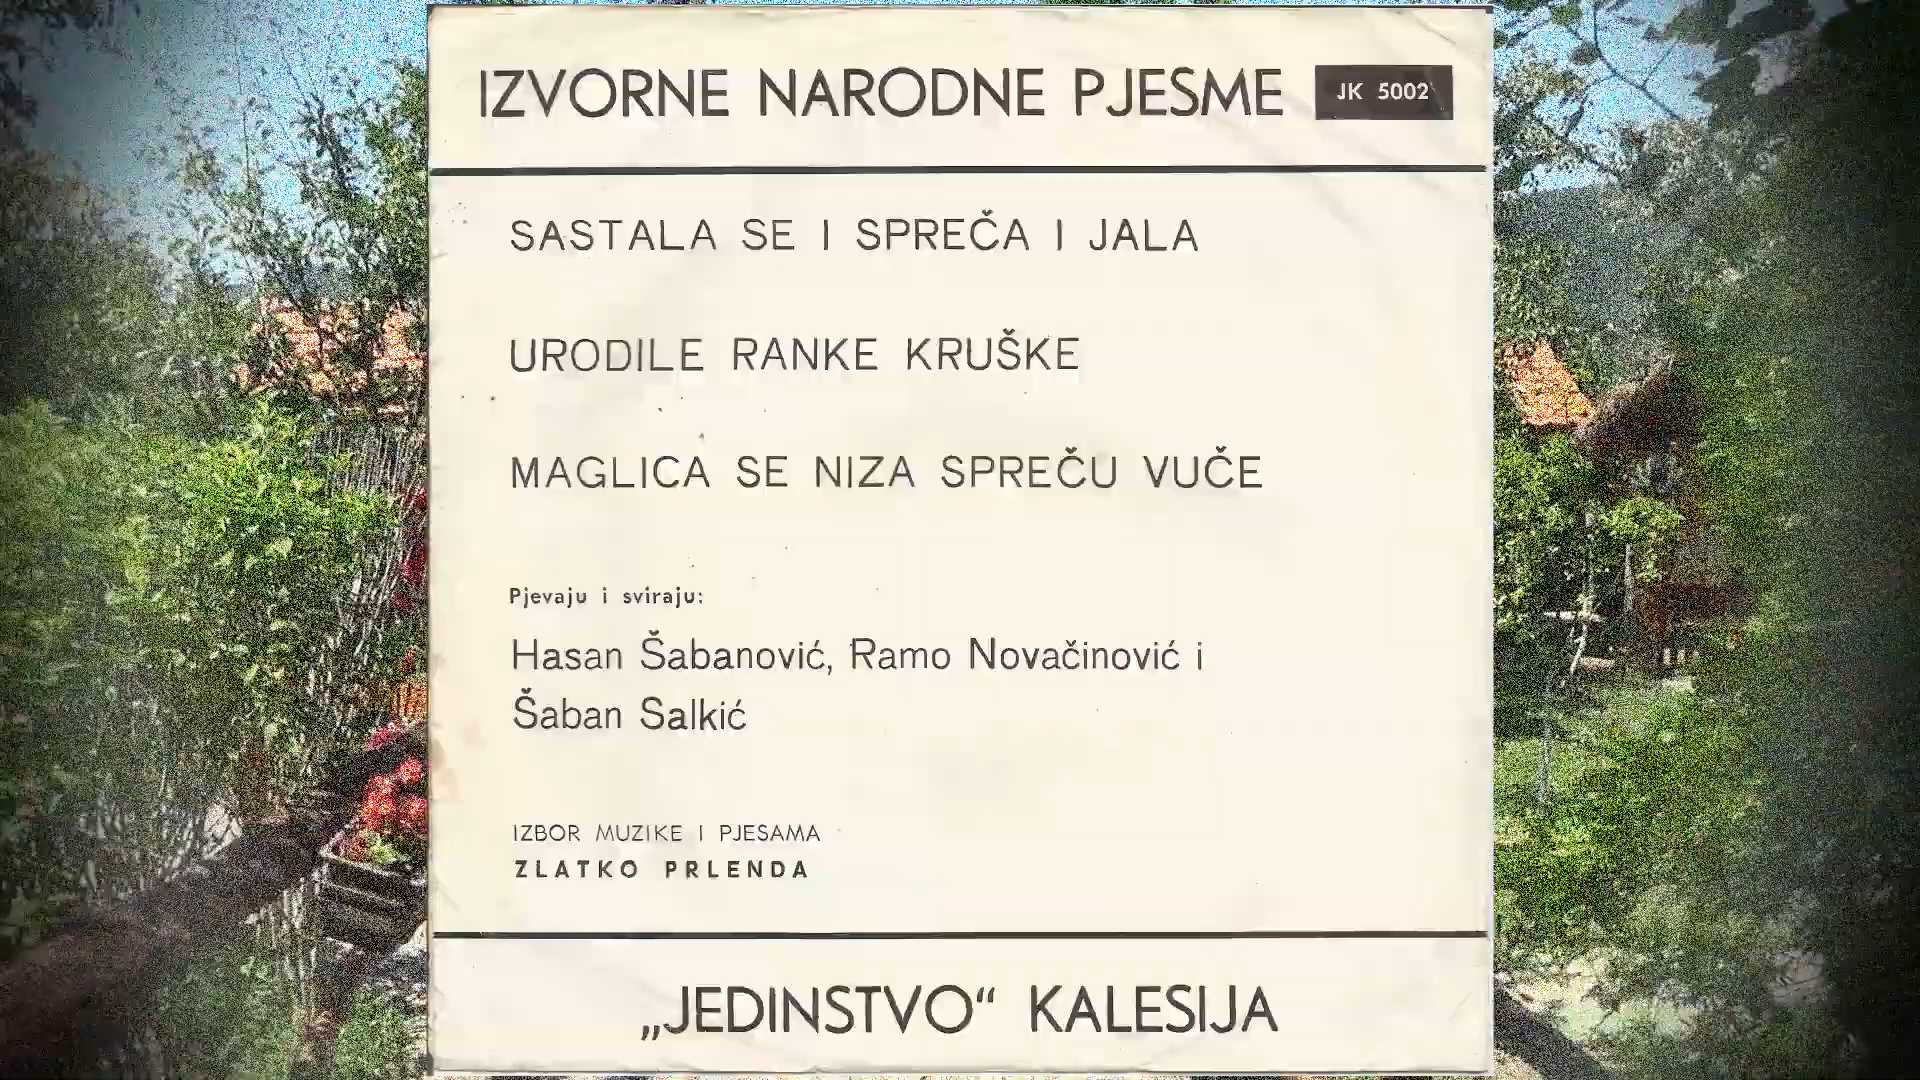 IZVORNE NARODNE PJESME JK 5002
SASTALA SE I SPREČA I JALA
URODILE RANKE KRUŠKE
MAGLICA SE NIZA SPREČU VUČE
Pjevaju i sviraju:
Hasan Šabanović, Ramo Novačinović i
Šaban Salkić
IZBOR MUZIKE I PJESAMA
ZLATKO PRLENDA
„JEDINSTVO“ KALESIJA